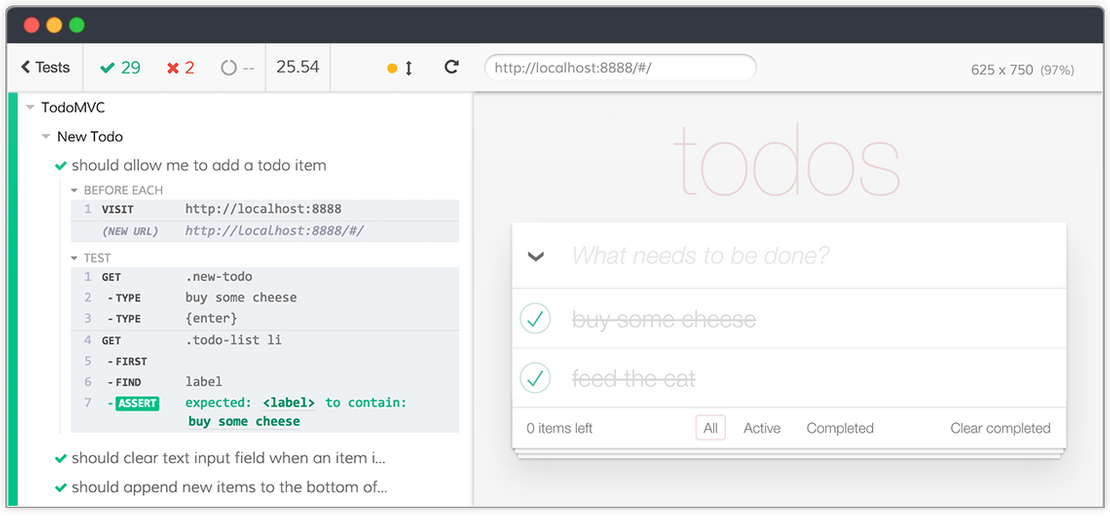 Tests 29 2 -- 25.54 http://localhost:8888/#/ 625 x 750 (97%)
TodoMVC
New Todo
should allow me to add a todo item
BEFORE EACH
1 VISIT http://localhost:8888
(NEW URL) http://localhost:8888/#/
TEST
1 GET .new-todo
2 -TYPE buy some cheese
3 -TYPE {enter}
4 GET .todo-list li
5 -FIRST
6 -FIND label
7 -ASSERT expected: <label> to contain:
buy some cheese
should clear text input field when an item i...
should append new items to the bottom of...
todos
What needs to be done?
buy some cheese
feed the cat
0 items left All Active Completed Clear completed